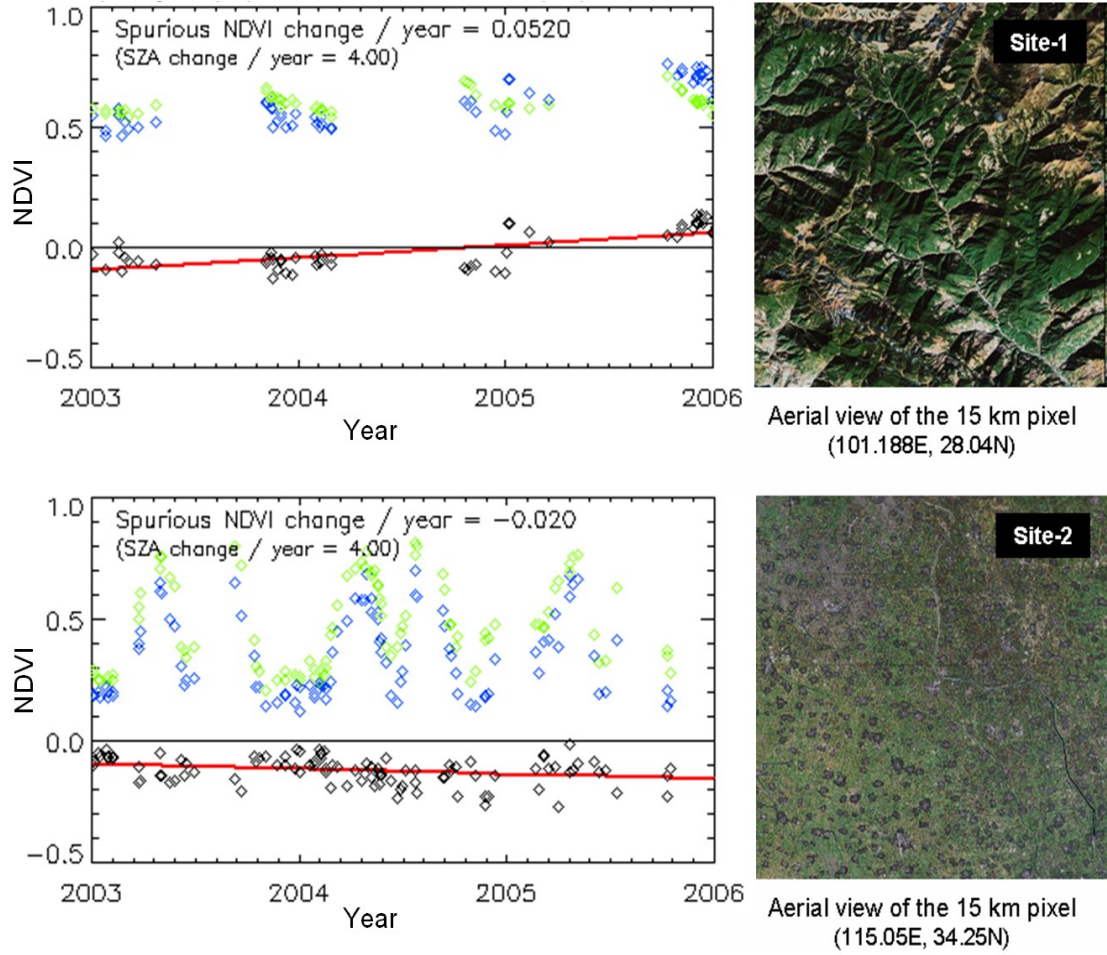 Spurious NDVI change / year = 0.0520
(SZA change / year = 4.00)
1.0
0.5
0.0
−0.5
NDVI
2003 2004 2005 2006
Year
Site-1
Aerial view of the 15 km pixel
(101.188E, 28.04N)
Spurious NDVI change / year = −0.020
(SZA change / year = 4.00)
1.0
0.5
0.0
−0.5
NDVI
2003 2004 2005 2006
Year
Site-2
Aerial view of the 15 km pixel
(115.05E, 34.25N)